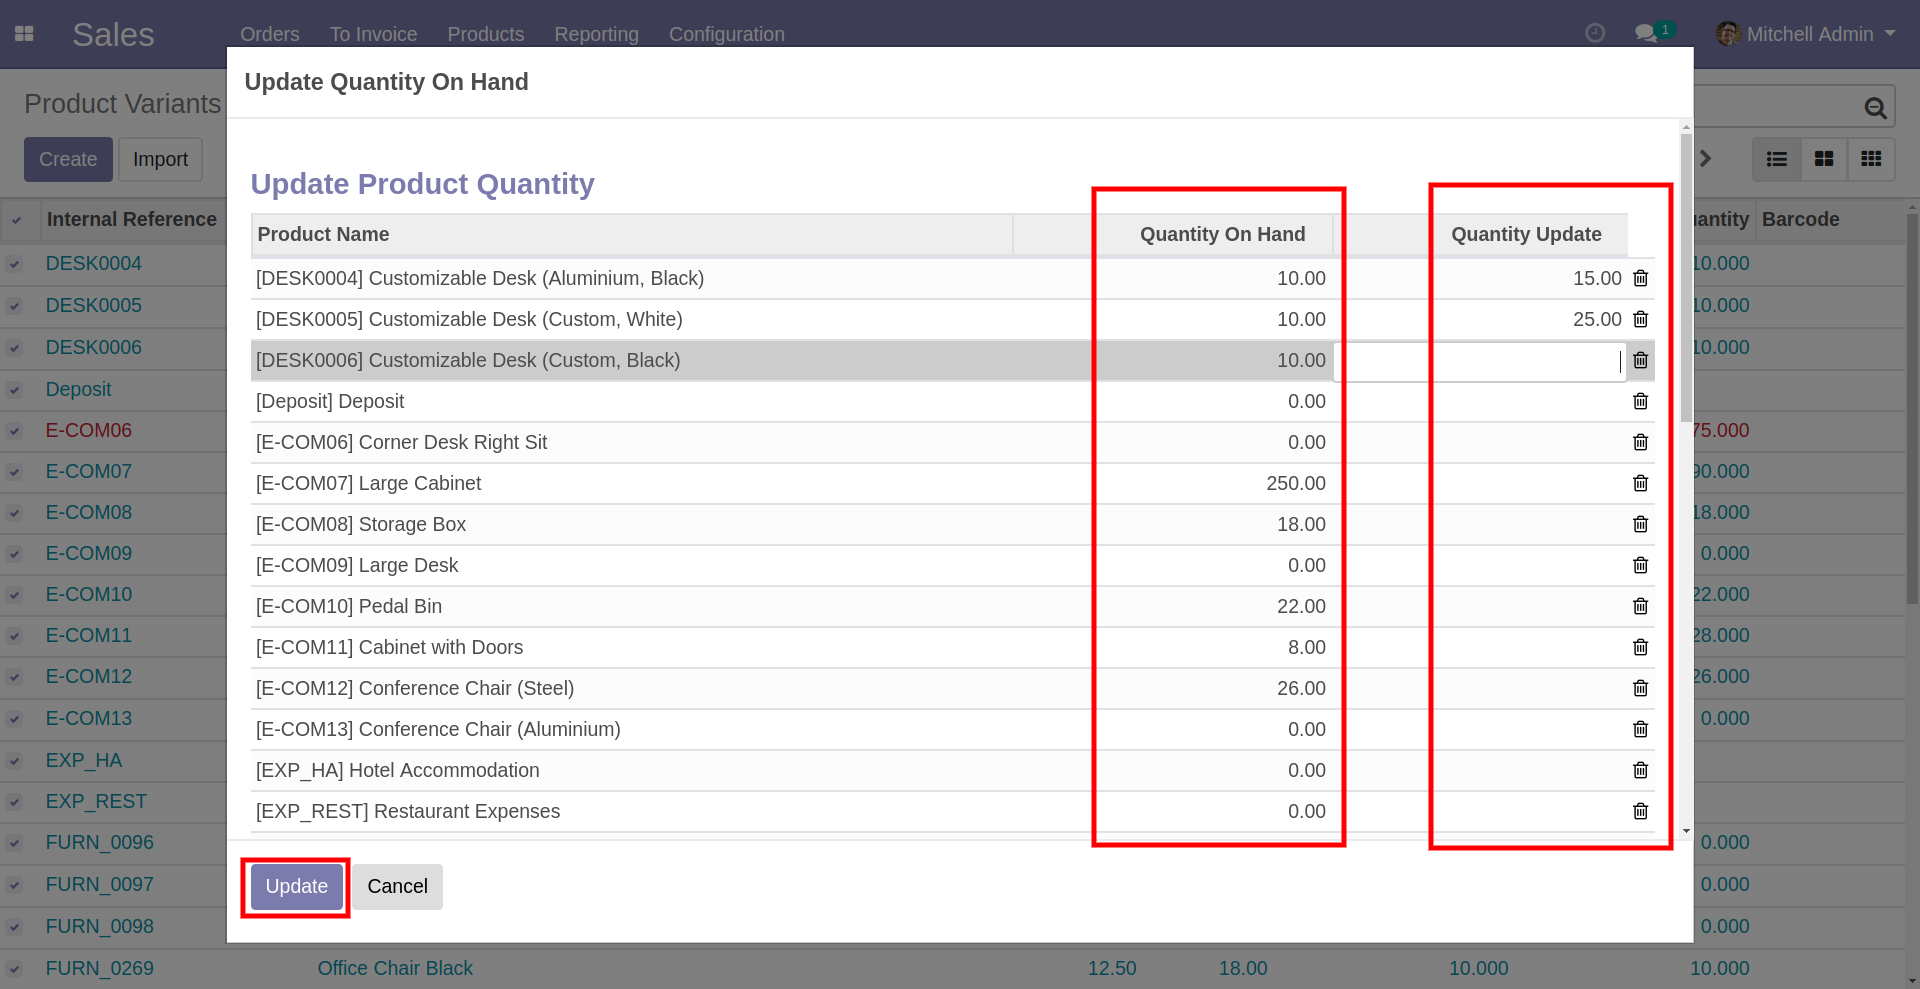 Sales Orders To Invoice Products Reporting Configuration 1 Mitchell Admin
Update Quantity On Hand
Product Variants
Create Import
Update Product Quantity
Internal Reference Barcode
Product Name Quantity On Hand Quantity Update
DESK0004
[DESK0004] Customizable Desk (Aluminium, Black) 10.00 15.00
10.000
DESK0005
[DESK0005] Customizable Desk (Custom, White) 10.00 25.00
10.000
DESK0006
[DESK0006] Customizable Desk (Custom, Black) 10.00
10.000
Deposit
[Deposit] Deposit 0.00
E-COM06
[E-COM06] Corner Desk Right Sit 0.00
75.000
E-COM07
[E-COM07] Large Cabinet 250.00
90.000
E-COM08
[E-COM08] Storage Box 18.00
18.000
E-COM09
[E-COM09] Large Desk 0.00
0.000
E-COM10
[E-COM10] Pedal Bin 22.00
22.000
E-COM11
[E-COM11] Cabinet with Doors 8.00
28.000
E-COM12
[E-COM12] Conference Chair (Steel) 26.00
26.000
E-COM13
[E-COM13] Conference Chair (Aluminium) 0.00
0.000
EXP_HA
[EXP_HA] Hotel Accommodation 0.00
EXP_REST
[EXP_REST] Restaurant Expenses 0.00
FURN_0096 0.000
FURN_0097 0.000
Update Cancel
FURN_0098 0.000
FURN_0269 Office Chair Black 12.50 18.00 10.000 10.000